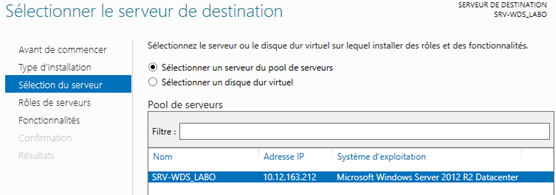 Sélectionner le serveur de destination
SERVEUR DE DESTINATION
SRV-WDS_LABO
Avant de commencer
Type d'installation
Sélection du serveur
Rôles de serveurs
Fonctionnalités
Confirmation
Résultats
Sélectionnez le serveur ou le disque dur virtuel sur lequel installer des rôles et des fonctionnalités.
Sélectionner un serveur du pool de serveurs
Sélectionner un disque dur virtuel
Pool de serveurs
Filtre :
Nom Adresse IP Système d'exploitation
SRV-WDS_LABO 10.12.163.212 Microsoft Windows Server 2012 R2 Datacenter